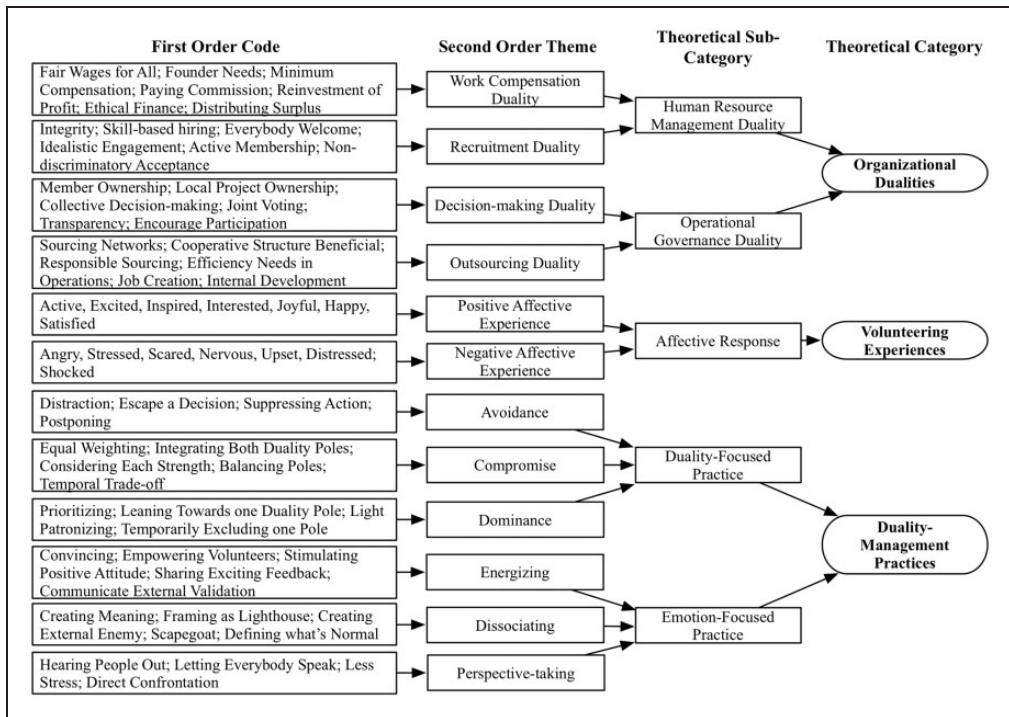 First Order Code
Second Order Theme
Theoretical Sub-
Category
Theoretical Category
Fair Wages for All; Founder Needs; Minimum
Compensation; Paying Commission; Reinvestment of
Profit; Ethical Finance; Distributing Surplus
Work Compensation
Duality
Human Resource
Management Duality
Integrity; Skill-based hiring; Everybody Welcome;
Idealistic Engagement; Active Membership; Non-
discriminatory Acceptance
Recruitment Duality
Organizational
Dualities
Member Ownership; Local Project Ownership;
Collective Decision-making; Joint Voting;
Transparency; Encourage Participation
Decision-making Duality
Operational
Governance Duality
Sourcing Networks; Cooperative Structure Beneficial;
Responsible Sourcing; Efficiency Needs in
Operations; Job Creation; Internal Development
Outsourcing Duality
Active, Excited, Inspired, Interested, Joyful, Happy,
Satisfied
Positive Affective
Experience
Affective Response
Volunteering
Experiences
Angry, Stressed, Scared, Nervous, Upset, Distressed;
Shocked
Negative Affective
Experience
Distraction; Escape a Decision; Suppressing Action;
Postponing
Avoidance
Equal Weighting; Integrating Both Duality Poles;
Considering Each Strength; Balancing Poles;
Temporal Trade-off
Compromise
Duality-Focused
Practice
Prioritizing; Leaning Towards one Duality Pole; Light
Patronizing; Temporarily Excluding one Pole
Dominance
Duality-
Management
Practices
Convincing; Empowering Volunteers; Stimulating
Positive Attitude; Sharing Exciting Feedback;
Communicate External Validation
Energizing
Creating Meaning; Framing as Lighthouse; Creating
External Enemy; Scapegoat; Defining what's Normal
Dissociating
Emotion-Focused
Practice
Hearing People Out; Letting Everybody Speak; Less
Stress; Direct Confrontation
Perspective-taking